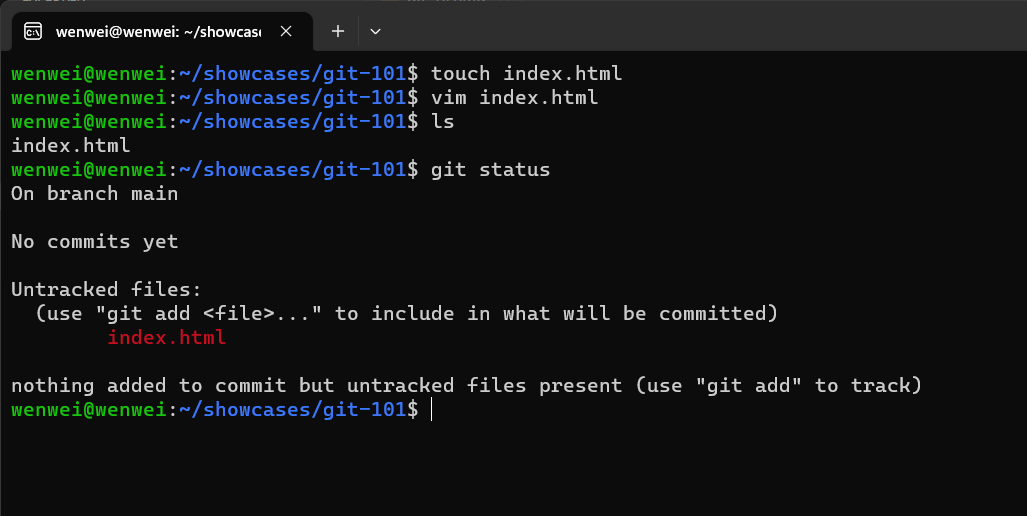 wenwei@wenwei: ~/showcas
wenwei@wenwei:~/showcases/git-101$ touch index.html
wenwei@wenwei:~/showcases/git-101$ vim index.html
wenwei@wenwei:~/showcases/git-101$ ls
index.html
wenwei@wenwei:~/showcases/git-101$ git status
On branch main
No commits yet
Untracked files:
(use "git add <file>..." to include in what will be committed)
index.html
nothing added to commit but untracked files present (use "git add" to track)
wenwei@wenwei:~/showcases/git-101$